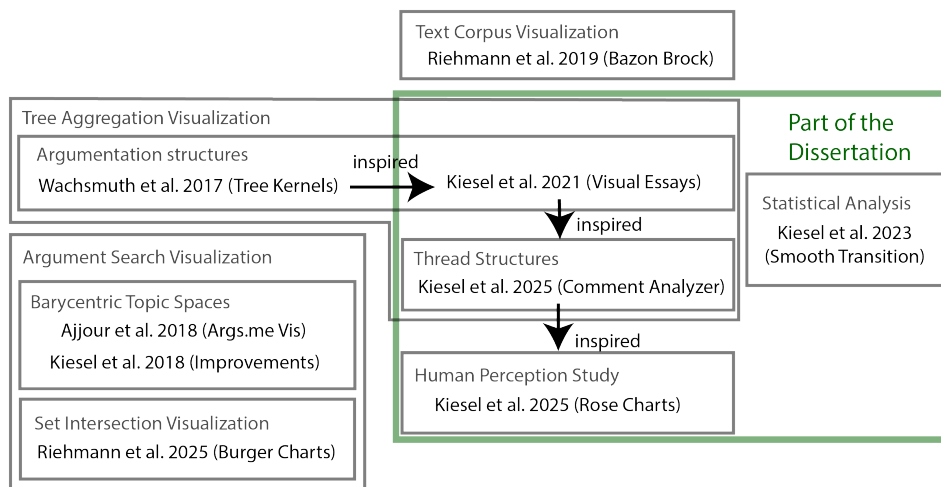 Text Corpus Visualization
Riehmann et al. 2019 (Bazon Brock)
Tree Aggregation Visualization
Argumentation structures
Wachsmuth et al. 2017 (Tree Kernels)
inspired
Kiesel et al. 2021 (Visual Essays)
Part of the
Dissertation
inspired
Statistical Analysis
Kiesel et al. 2023
(Smooth Transition)
Thread Structures
Kiesel et al. 2025 (Comment Analyzer)
inspired
Human Perception Study
Kiesel et al. 2025 (Rose Charts)
Argument Search Visualization
Barycentric Topic Spaces
Ajjour et al. 2018 (Args.me Vis)
Kiesel et al. 2018 (Improvements)
Set Intersection Visualization
Riehmann et al. 2025 (Burger Charts)